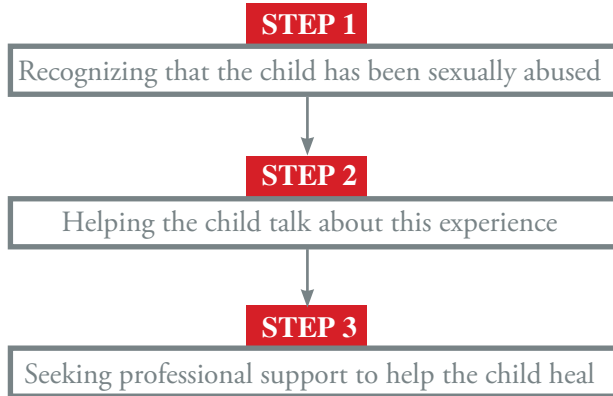 STEP 1
Recognizing that the child has been sexually abused
STEP 2
Helping the child talk about this experience
STEP 3
Seeking professional support to help the child heal